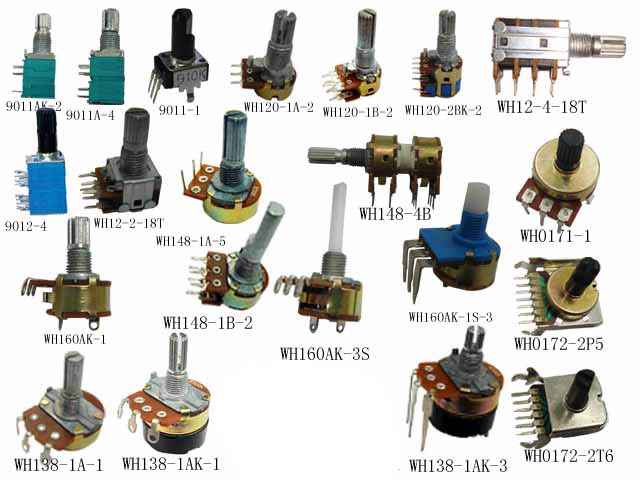 9011AK-2
9011A-4
9011-1
B10K
WH120-1A-2
WH120-1B-2
WH120-2BK-2
WH12-4-18T
9012-4
WH12-2-18T
WH148-1A-5
WH148-4B
WH0171-1
WH160AK-1
WH148-1B-2
WH160AK-3S
WH160AK-1S-3
WH0172-2P5
WH138-1A-1
WH138-1AK-1
WH138-1AK-3
WH0172-2T6